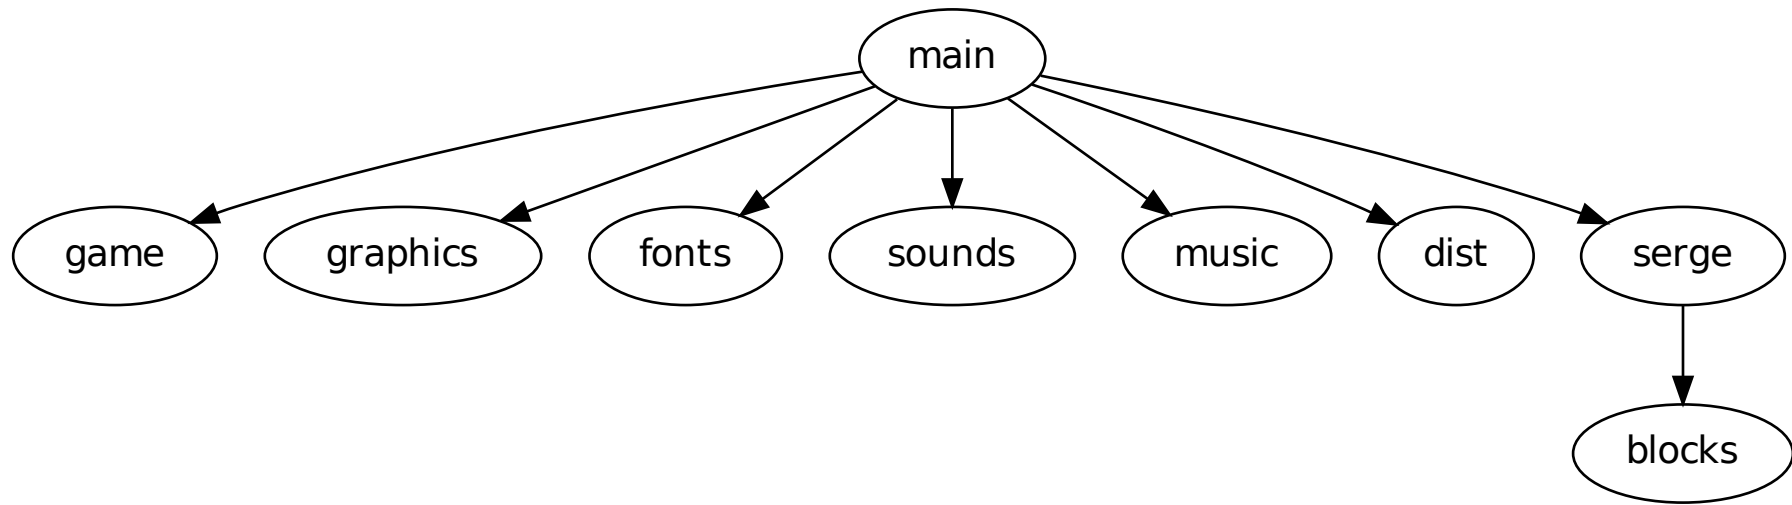 main
game
graphics
fonts
sounds
music
dist
serge
blocks